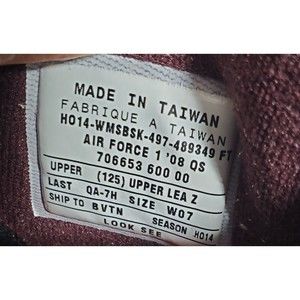 MADE IN TAIWAN
FABRIQUE A TAIWAN
HO14-WMSBSK-497-489349 FT
AIR FORCE 1 '08 QS
706653 600 00
UPPER (125) UPPER LEA Z
LAST QA-7H SIZE W07
SHIP TO BVTN SEASON HO14
LOOK SEE